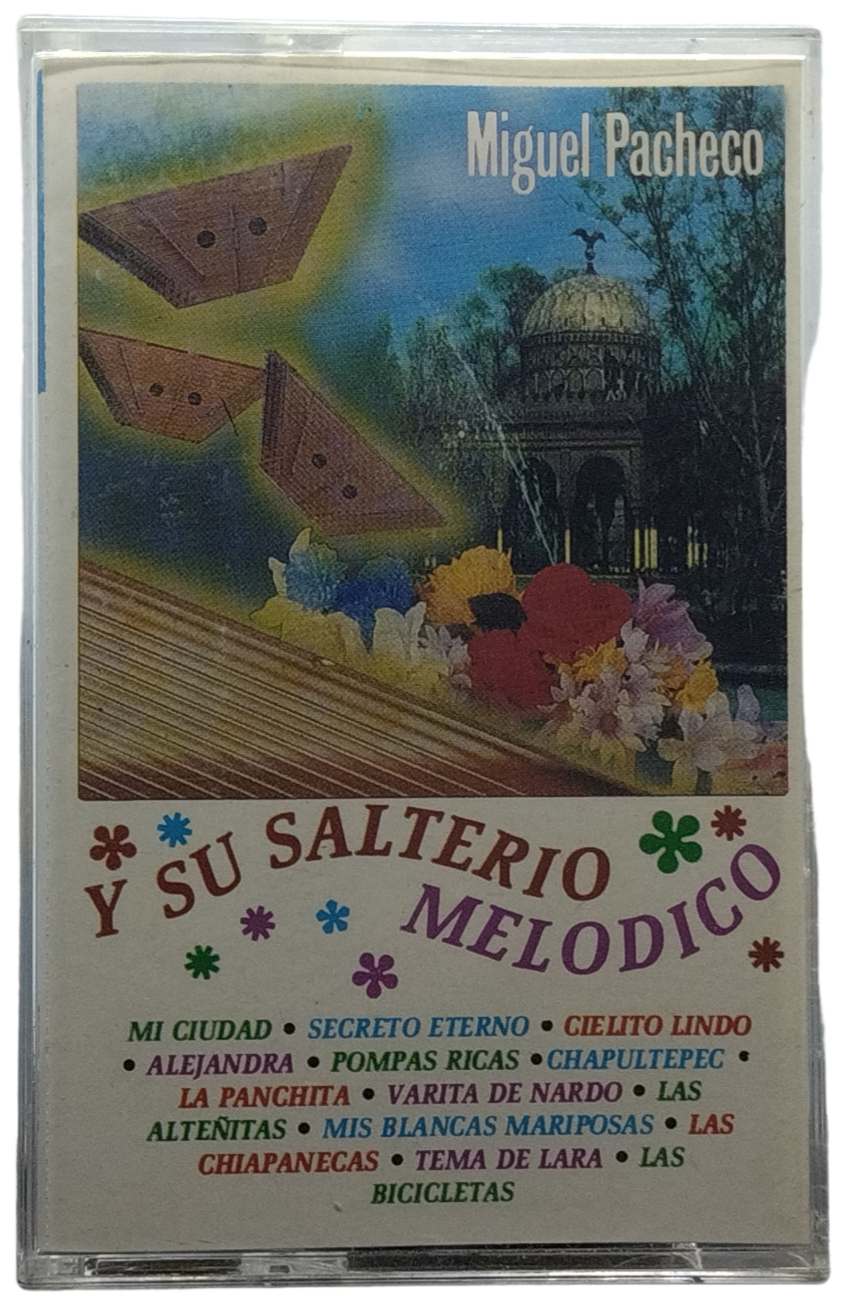 Miguel Pacheco
Y SU SALTERIO
MELODICO
MI CIUDAD • SECRETO ETERNO • CIELITO LINDO
• ALEJANDRA • POMPAS RICAS • CHAPULTEPEC •
LA PANCHITA • VARITA DE NARDO • LAS
ALTEÑITAS • MIS BLANCAS MARIPOSAS • LAS
CHIAPANECAS • TEMA DE LARA • LAS
BICICLETAS